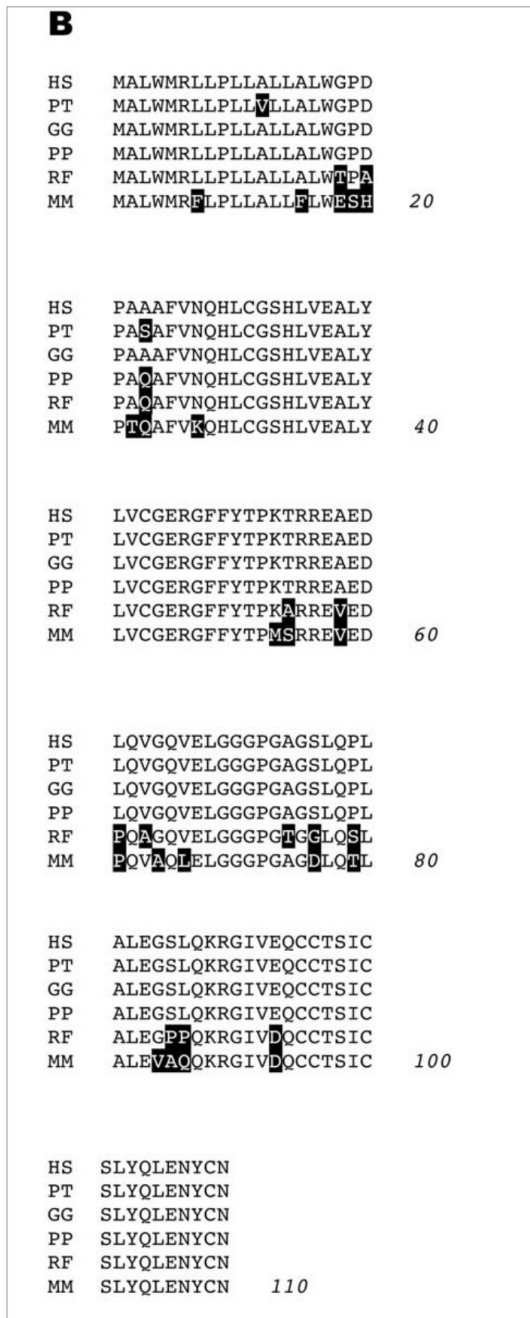 B
HS MALWMRLLPLLALLALWGPD
PT MALWMRLLPLLVLLALWGPD
GG MALWMRLLPLLALLALWGPD
PP MALWMRLLPLLALLALWGPD
RF MALWMRLLPLLALLALWTPA
MM MALWMRFLPLLALLFLWESH 20
HS PAAAFVNQHLCGSHLVEALY
PT PASAFVNQHLCGSHLVEALY
GG PAAAFVNQHLCGSHLVEALY
PP PAQAFVNQHLCGSHLVEALY
RF PAQAFVNQHLCGSHLVEALY
MM PTQAFVKQHLCGSHLVEALY 40
HS LVCGERGFFYTPKTRREAED
PT LVCGERGFFYTPKTRREAED
GG LVCGERGFFYTPKTRREAED
PP LVCGERGFFYTPKTRREAED
RF LVCGERGFFYTPKARREVED
MM LVCGERGFFYTPMSRREVED 60
HS LQVGQVELGGGPGAGSLQPL
PT LQVGQVELGGGPGAGSLQPL
GG LQVGQVELGGGPGAGSLQPL
PP LQVGQVELGGGPGAGSLQPL
RF PQAGQVELGGGPGTGGLQSL
MM PQVAQLELGGGPGAGDLQTL 80
HS ALEGSLQKRGIVEQCCTSIC
PT ALEGSLQKRGIVEQCCTSIC
GG ALEGSLQKRGIVEQCCTSIC
PP ALEGSLQKRGIVEQCCTSIC
RF ALEGPPQKRGIVDQCCTSIC
MM ALEVAQQKRGIVDQCCTSIC 100
HS SLYQLENYCN
PT SLYQLENYCN
GG SLYQLENYCN
PP SLYQLENYCN
RF SLYQLENYCN
MM SLYQLENYCN 110